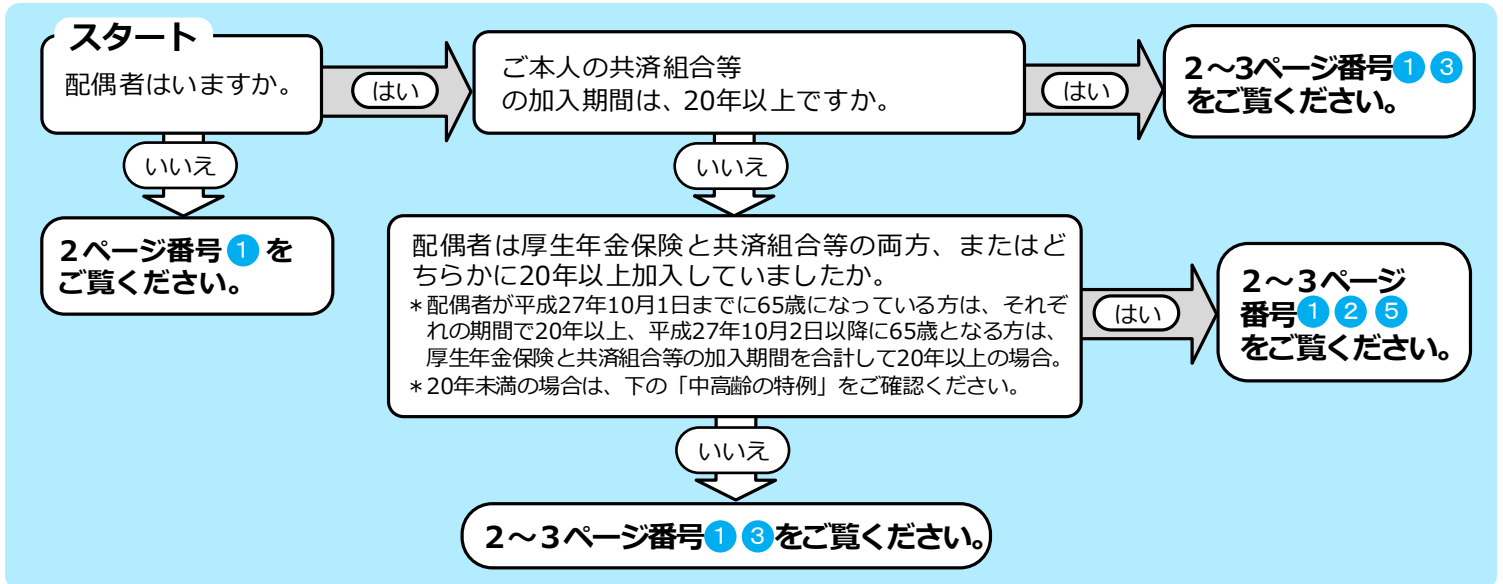 スタート
配偶者はいますか。
はい
ご本人の共済組合等
の加入期間は、20年以上ですか。
はい
2～3ページ番号❶❸
をご覧ください。
いいえ
2ページ番号❶を
ご覧ください。
いいえ
配偶者は厚生年金保険と共済組合等の両方、またはど
ちらかに20年以上加入していましたか。
＊配偶者が平成27年10月1日までに65歳になっている方は、それぞ
れの期間で20年以上、平成27年10月2日以降に65歳となる方は、
厚生年金保険と共済組合等の加入期間を合計して20年以上の場合。
＊20年未満の場合は、下の「中高齢の特例」をご確認ください。
はい
2～3ページ
番号❶❷❺
をご覧ください。
いいえ
2～3ページ番号❶❸をご覧ください。